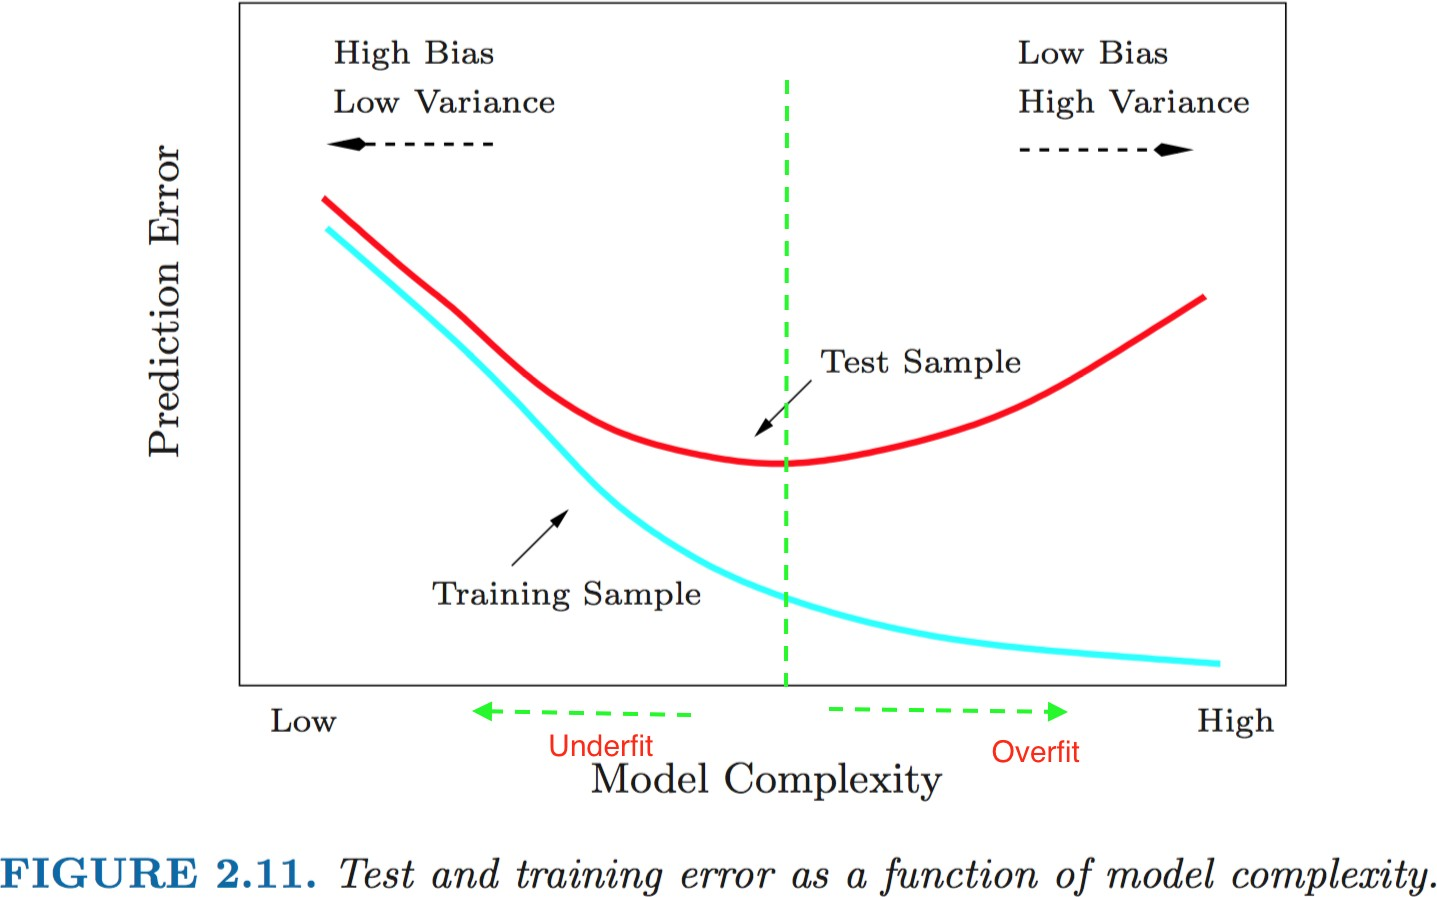 High Bias
Low Variance
Low Bias
High Variance
Prediction Error
Test Sample
Training Sample
Low
High
Underfit
Overfit
Model Complexity
FIGURE 2.11. Test and training error as a function of model complexity.